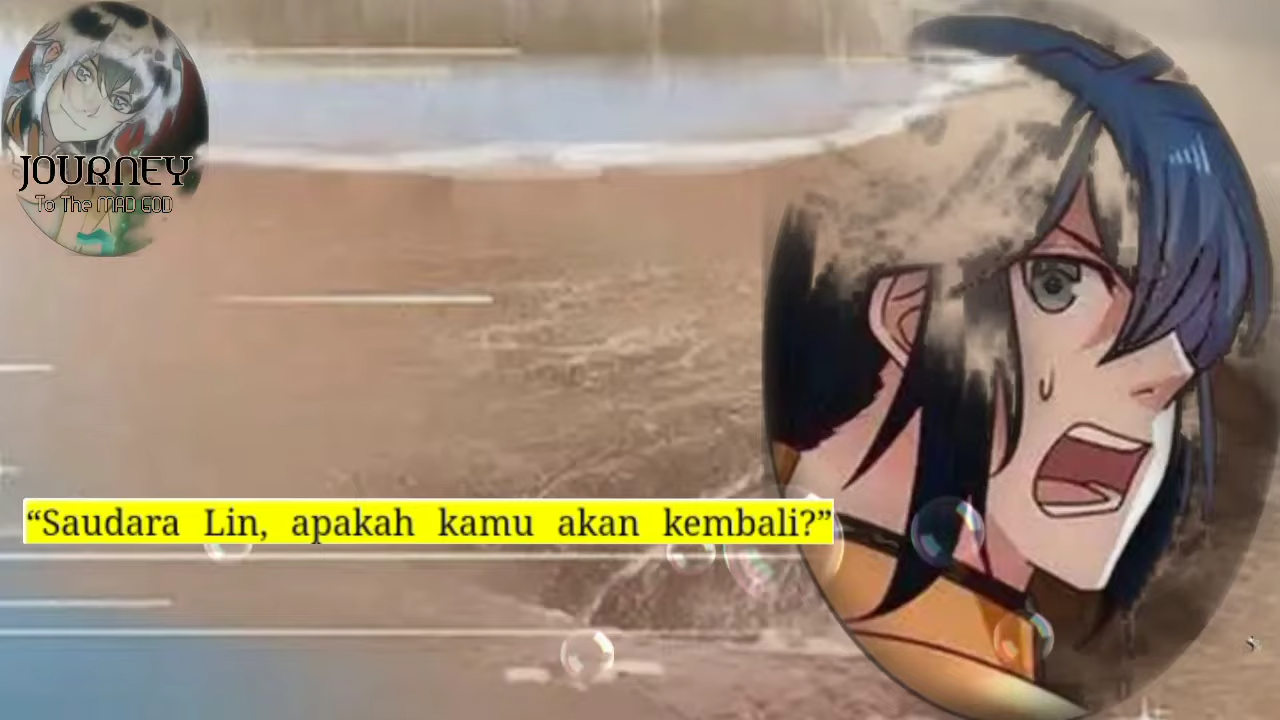 JOURNEY
To The MAD GOD
“Saudara Lin, apakah kamu akan kembali?”